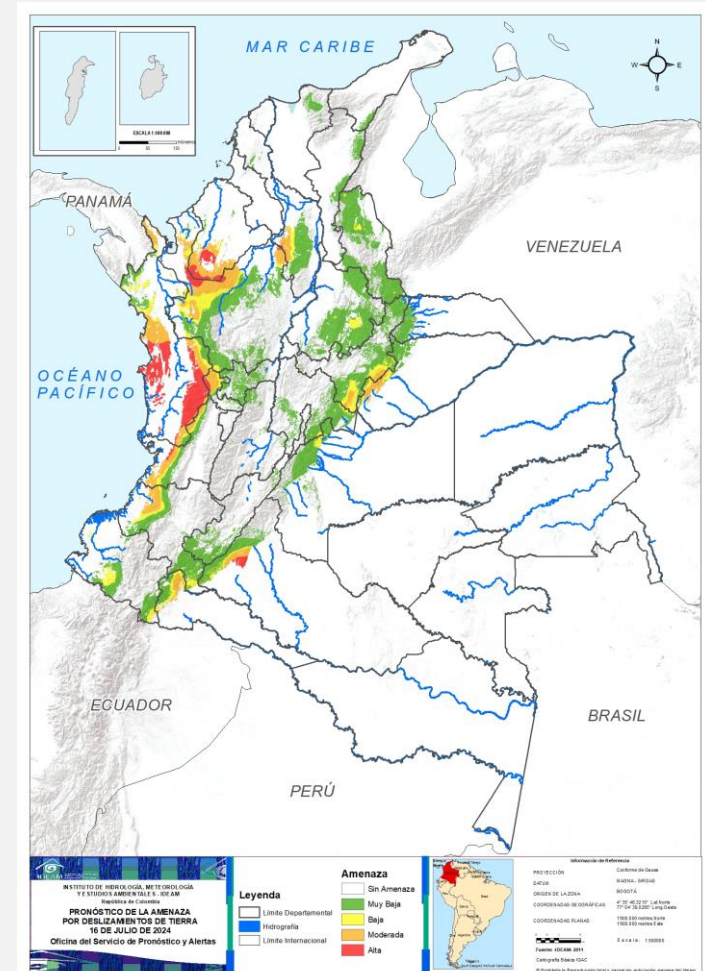 MAR CARIBE
N
W
E
S
PANAMÁ
VENEZUELA
OCÉANO
PACÍFICO
ECUADOR
BRASIL
PERÚ
IDEAM
INSTITUTO DE HIDROLOGÍA, METEOROLOGÍA
Y ESTUDIOS AMBIENTALES - IDEAM
República de Colombia
PRONÓSTICO DE LA AMENAZA
POR DESLIZAMIENTOS DE TIERRA
16 DE JULIO DE 2024
Oficina del Servicio de Pronóstico y Alertas
Leyenda
Límite Departamental
Hidrografía
Límite Internacional
Amenaza
Sin Amenaza
Muy Baja
Baja
Moderada
Alta
Información de Referencia
PROYECCIÓN
Conforme de Gauss
DATUM
MAGNA - SIRGAS
ORIGEN DE LA ZONA
BOGOTÁ
COORDENADAS GEOGRÁFICAS
COORDENADAS PLANAS
Fuente: IDEAM 2011
Cartografía Básica IGAC